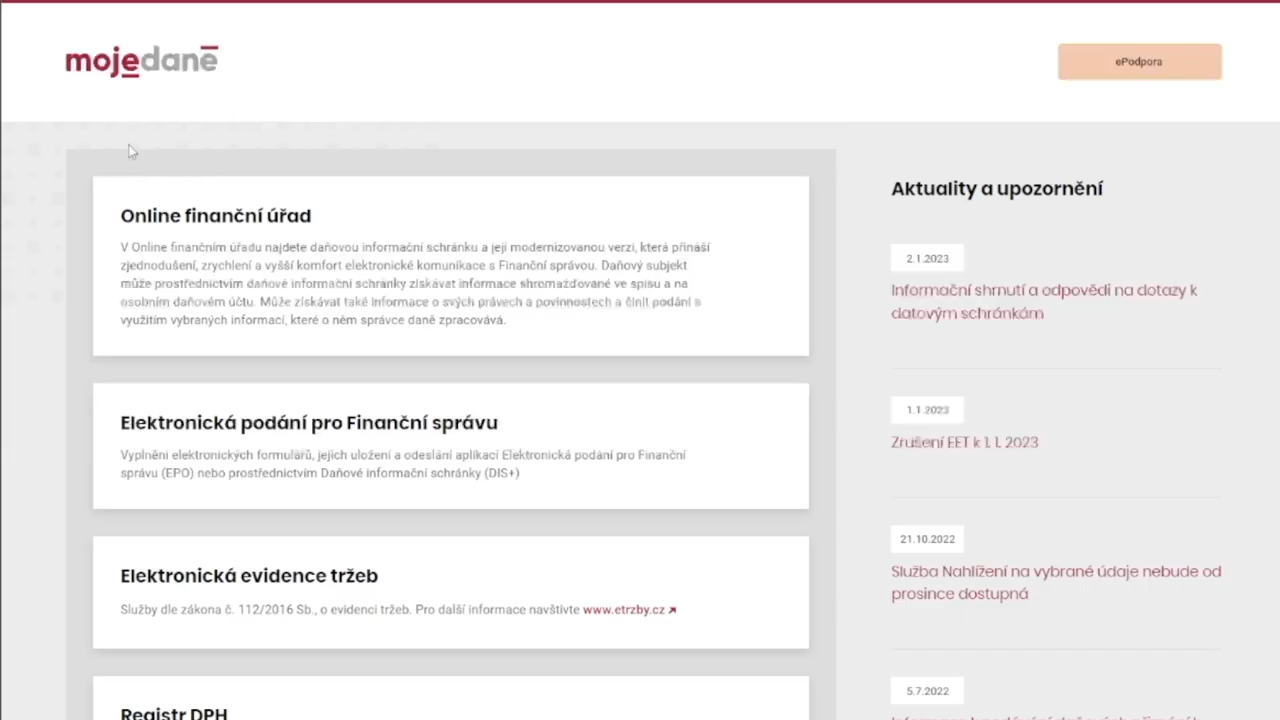 mojedaně
ePodpora
Online finanční úřad
V Online finančním úřadu najdete daňovou informační schránku a její modernizovanou verzi, která přináší
zjednodušení, zrychlení a vyšší komfort elektronické komunikace s Finanční správou. Daňový subjekt
může prostřednictvím daňové informační schránky získávat informace shromažďované ve spisu a na
osobním daňovém účtu. Může získávat také informace o svých právech a povinnostech a činit podání s
využitím vybraných informací, které o něm správce daně zpracovává.
Elektronická podání pro Finanční správu
Vyplnění elektronických formulářů, jejich uložení a odeslání aplikací Elektronická podání pro Finanční
správu (EPO) nebo prostřednictvím Daňové informační schránky (DIS+)
Elektronická evidence tržeb
Služby dle zákona č. 112/2016 Sb., o evidenci tržeb. Pro další informace navštivte www.etrzby.cz
Registr DPH
Aktuality a upozornění
2.1.2023
Informační shrnutí a odpovědi na dotazy k
datovým schránkám
1.1.2023
Zrušení EET k 1. 1. 2023
21.10.2022
Služba Nahlížení na vybrané údaje nebude od
prosince dostupná
5.7.2022